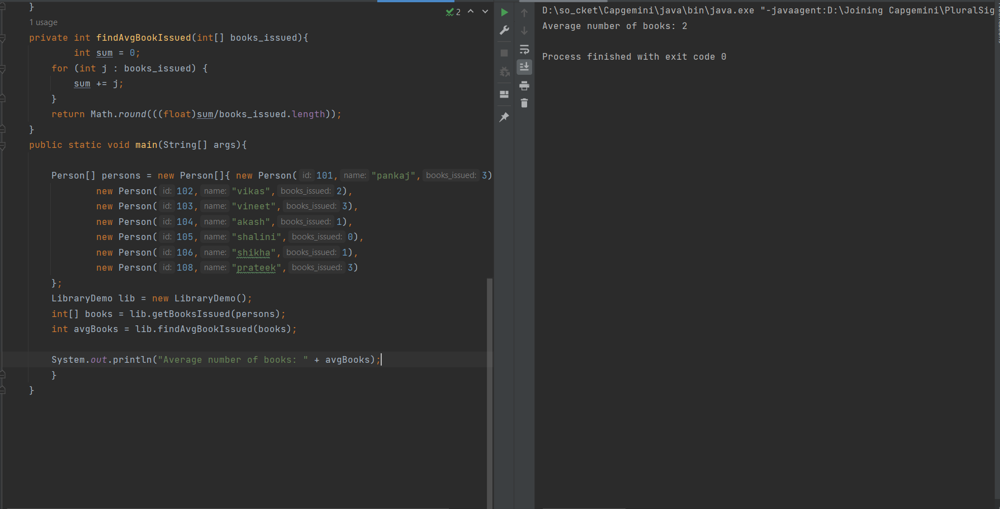 }
1 usage
private int findAvgBookIssued(int[] books_issued){
int sum = 0;
for (int j : books_issued) {
sum += j;
}
return Math.round(((float)sum/books_issued.length));
}
public static void main(String[] args){
Person[] persons = new Person[]{ new Person( id: 101, name: "pankaj", books_issued: 3)
new Person( id: 102, name: "vikas", books_issued: 2),
new Person( id: 103, name: "vineet", books_issued: 3),
new Person( id: 104, name: "akash", books_issued: 1),
new Person( id: 105, name: "shalini", books_issued: 0),
new Person( id: 106, name: "shikha", books_issued: 1),
new Person( id: 108, name: "prateek", books_issued: 3)
};
LibraryDemo lib = new LibraryDemo();
int[] books = lib.getBooksIssued(persons);
int avgBooks = lib.findAvgBookIssued(books);
System.out.println("Average number of books: " + avgBooks);
}
}
2
D:\so_cket\Capgemini\java\bin\java.exe "-javaagent:D:\Joining Capgemini\PluralSig
Average number of books: 2
Process finished with exit code 0